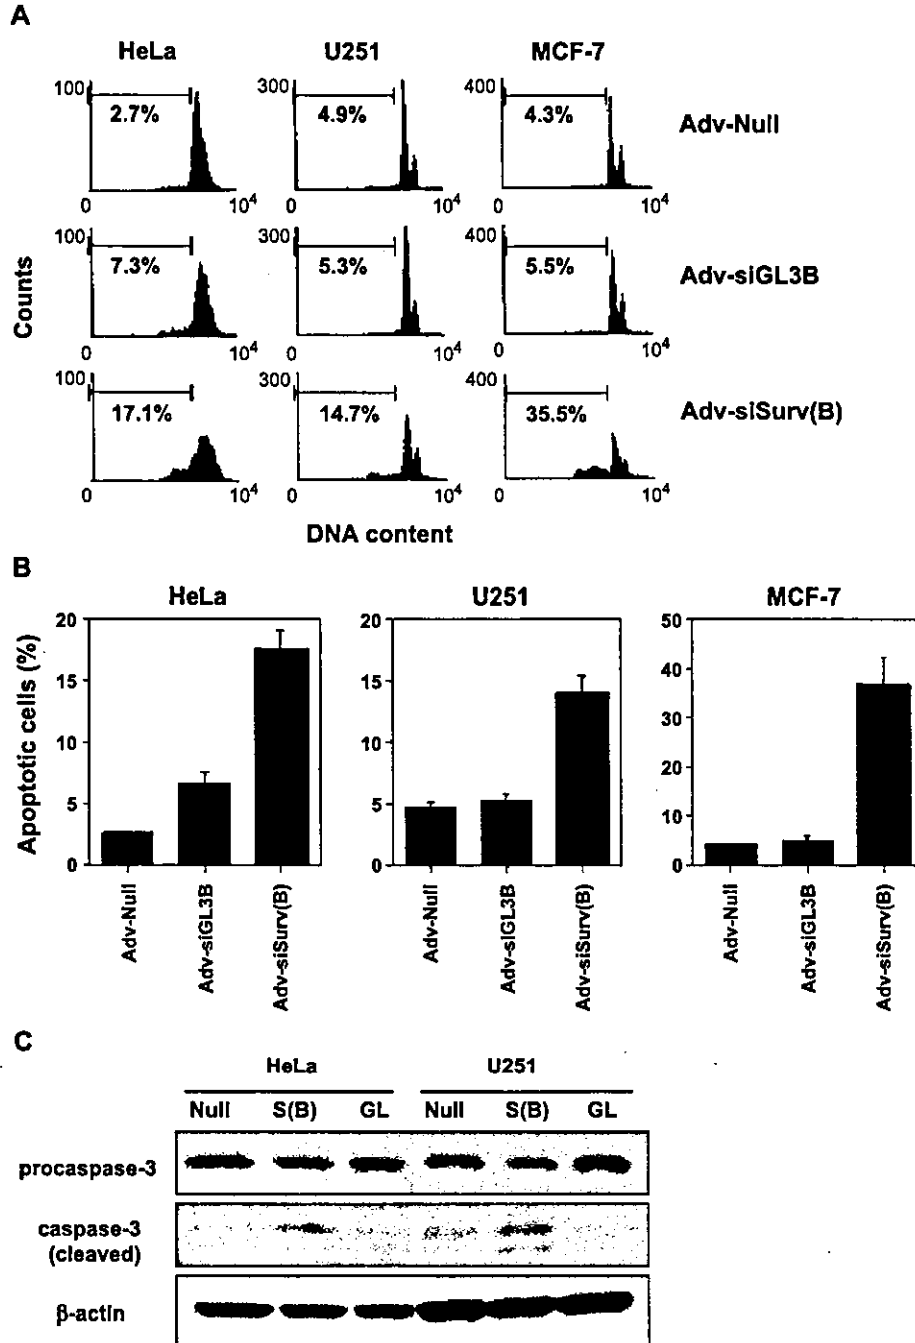 A
HeLa U251 MCF-7
100 300 400
2.7% 4.9% 4.3% Adv-Null
0 10⁴ 0 10⁴ 0 10⁴
100 300 400
7.3% 5.3% 5.5% Adv-siGL3B
0 10⁴ 0 10⁴ 0 10⁴
Counts
100 300 400
17.1% 14.7% 35.5% Adv-siSurv(B)
0 10⁴ 0 10⁴ 0 10⁴
DNA content
B
HeLa U251 MCF-7
Apoptotic cells (%)
20
15
10
5
0
20
15
10
5
0
50
40
30
20
10
0
Adv-Null
Adv-siGL3B
Adv-siSurv(B)
Adv-Null
Adv-siGL3B
Adv-siSurv(B)
Adv-Null
Adv-siGL3B
Adv-siSurv(B)
C
HeLa U251
Null S(B) GL Null S(B) GL
procaspase-3
caspase-3
(cleaved)
β-actin